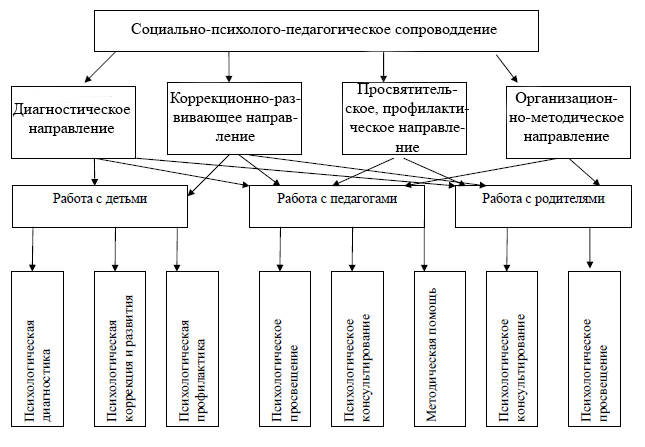 Социально-психолого-педагогическое сопроводдение
Диагностическое
направление
Коррекционно-раз-
вивающее направ-
ление
Просвятитель-
ское, профилакти-
ческое направле-
ние
Организацион-
но-методическое
направление
Работа с детьми
Работа с педагогами
Работа с родителями
Психологическая
диагностика
Психологическая
коррекция и развития
Психологическая
профилактика
Психологическое
просвещение
Психологическое
консультирование
Методическая помощь
Психологическое
консультирование
Психологическое
просвещение